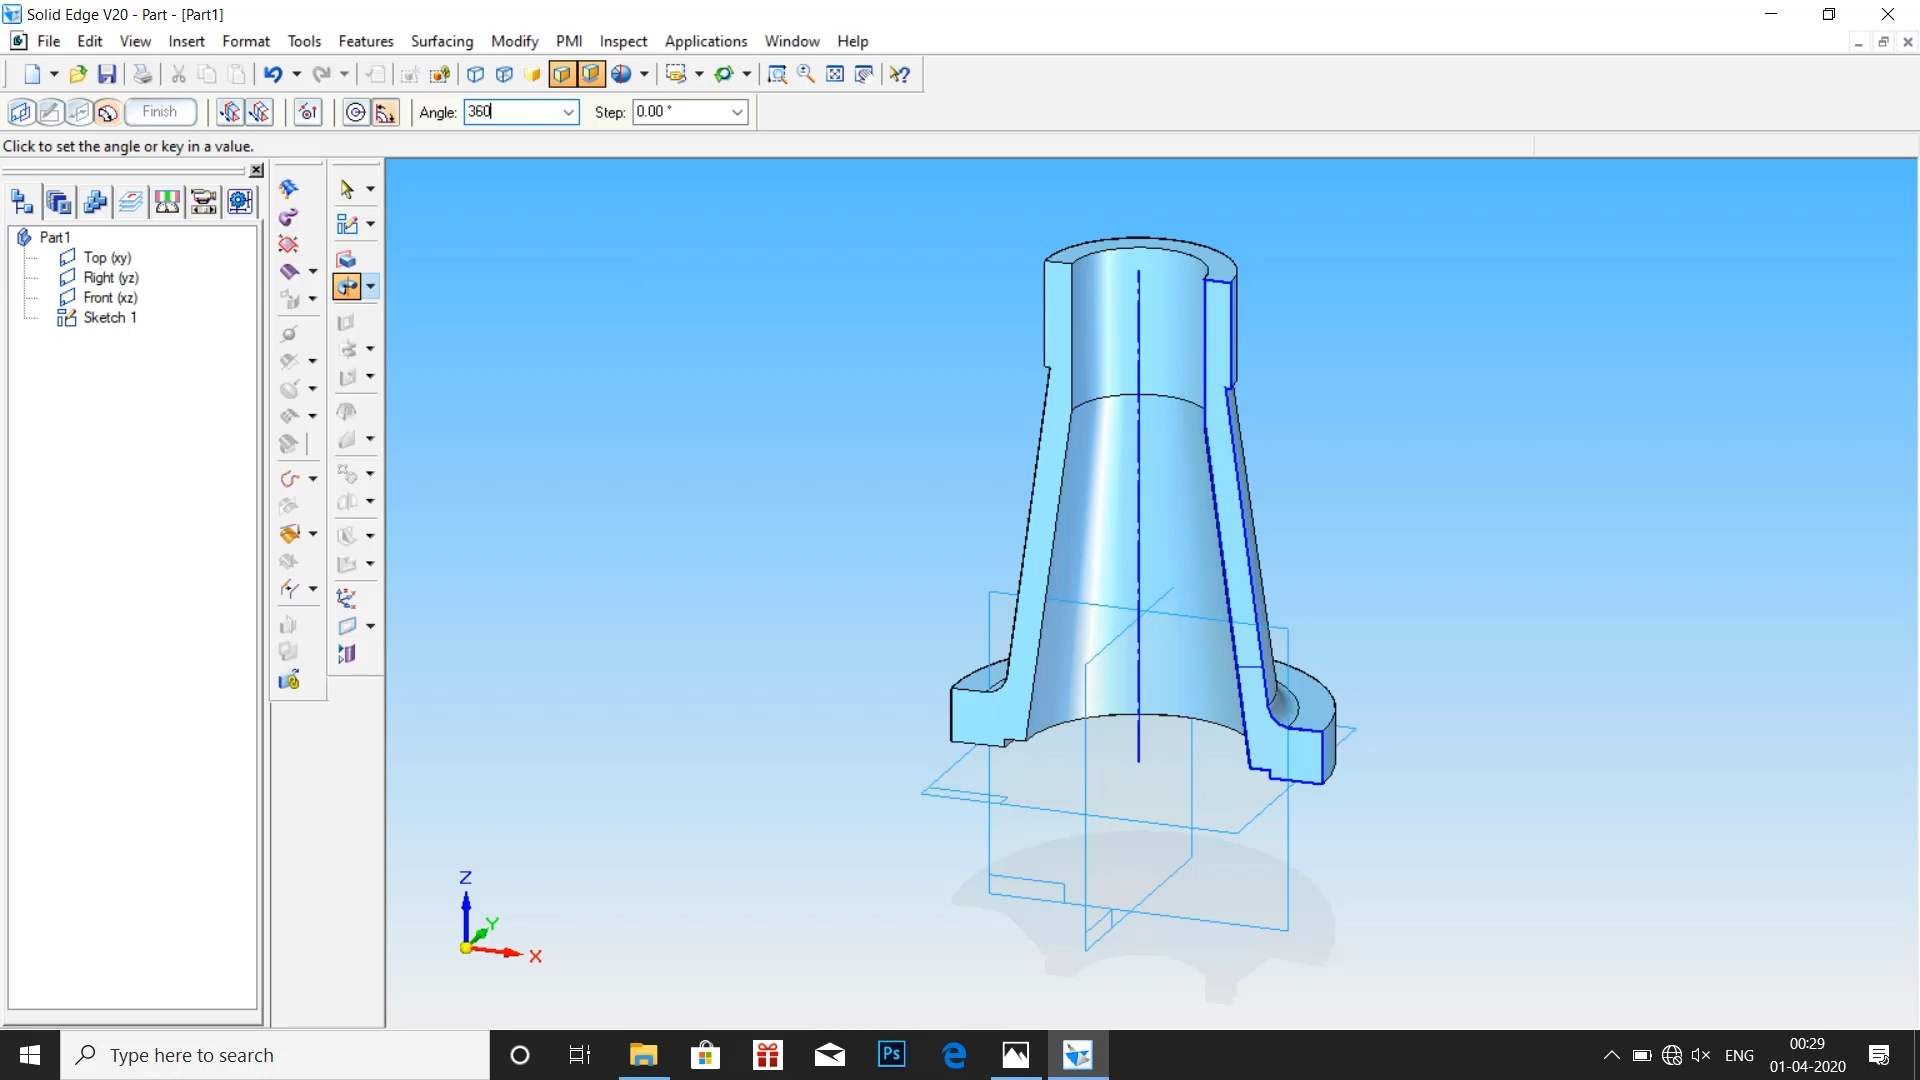 Solid Edge V20 - Part - [Part1]
File Edit View Insert Format Tools Features Surfacing Modify PMI Inspect Applications Window Help
Finish Angle: 360 Step: 0.00 °
Click to set the angle or key in a value.
Part1
Top (xy)
Right (yz)
Front (xz)
Sketch 1
Z
Y
X
Type here to search
Ps
ENG
00:29
01-04-2020